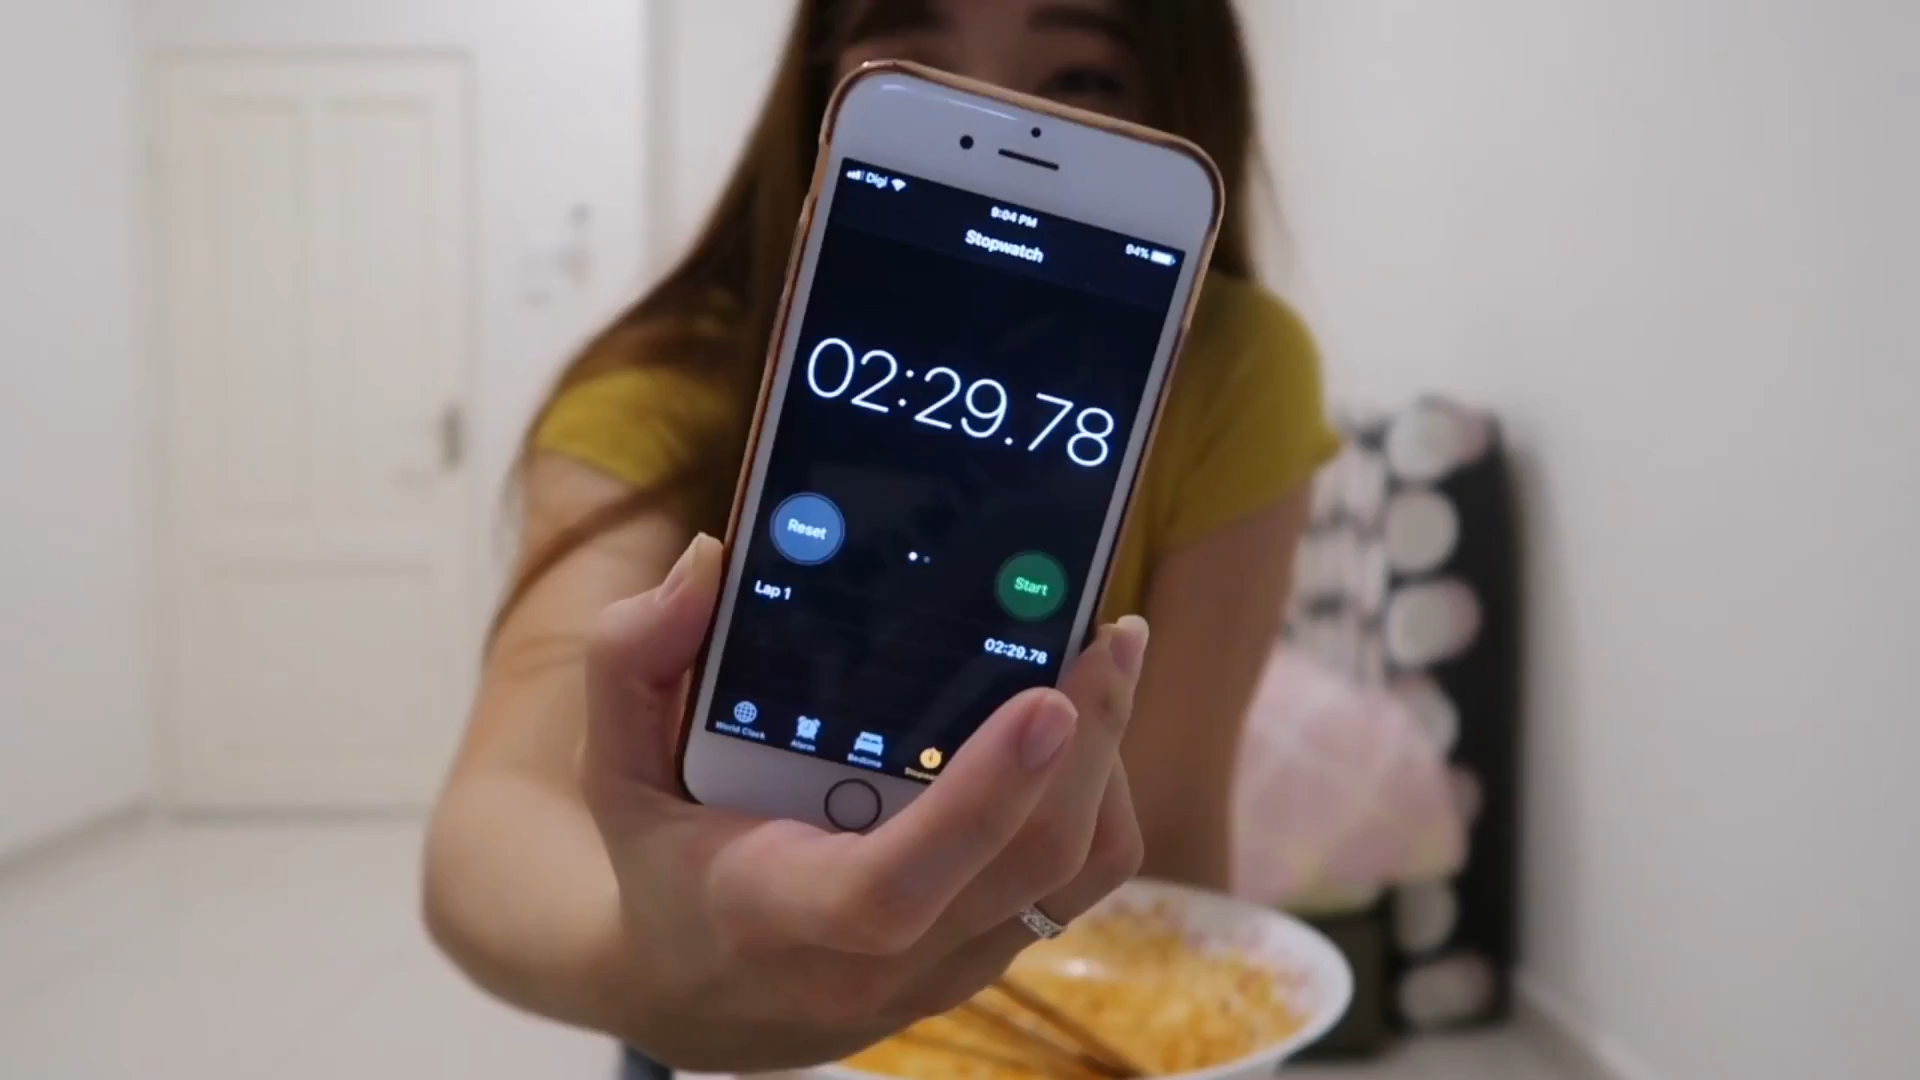 Digi
9:04 PM
94%
Stopwatch
02:29.78
Reset
Start
Lap 1
02:29.78
World Clock
Alarm
Bedtime